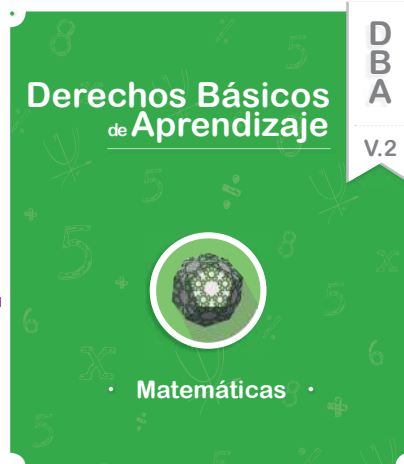 Derechos Básicos
de Aprendizaje
D
B
A
V.2
· Matemáticas ·